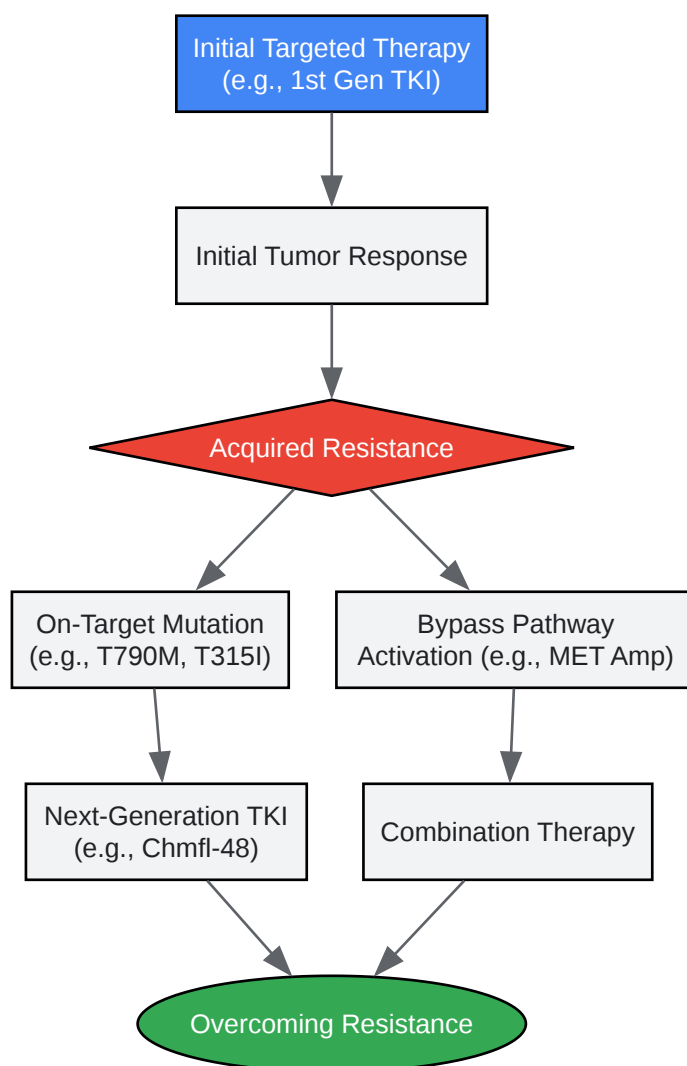 Initial Targeted Therapy
(e.g., 1st Gen TKI)
Initial Tumor Response
Acquired Resistance
On-Target Mutation
(e.g., T790M, T315I)
Bypass Pathway
Activation (e.g., MET Amp)
Next-Generation TKI
(e.g., Chmfl-48)
Combination Therapy
Overcoming Resistance